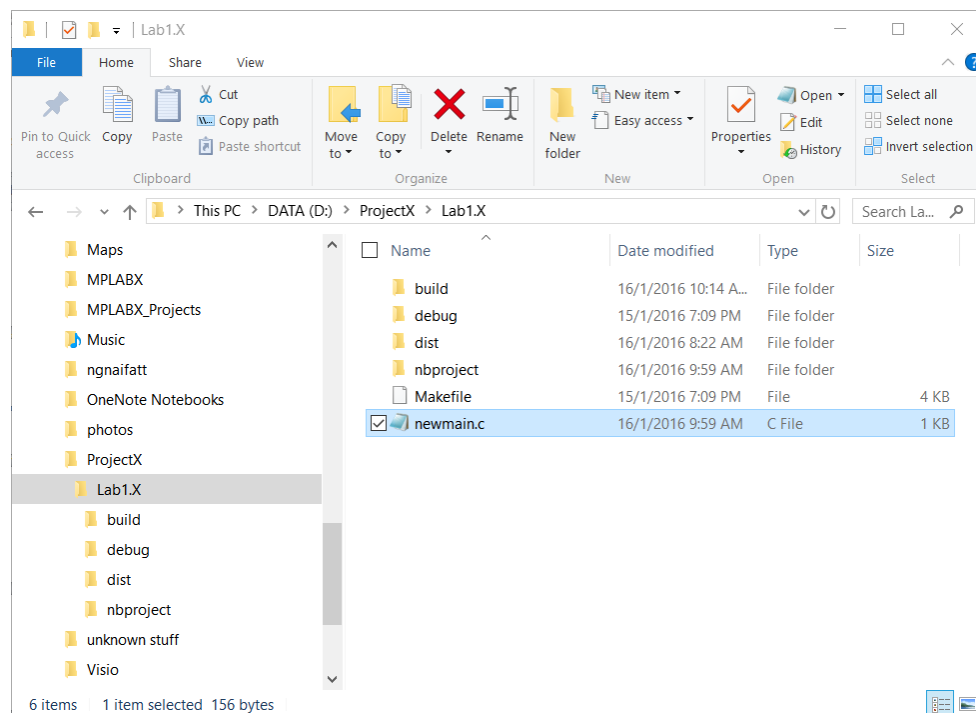 Lab1.X
File Home Share View
Pin to Quick access
Copy
Paste
Cut
Copy path
Paste shortcut
Clipboard
Move to
Copy to
Delete
Rename
Organize
New folder
New item
Easy access
New
Properties
Open
Edit
History
Open
Select all
Select none
Invert selection
Select
This PC > DATA (D:) > ProjectX > Lab1.X
Search La...
Maps
MPLABX
MPLABX_Projects
Music
ngnaifatt
OneNote Notebooks
photos
ProjectX
Lab1.X
build
debug
dist
nbproject
unknown stuff
Visio
Name Date modified Type Size
build 16/1/2016 10:14 A... File folder
debug 15/1/2016 7:09 PM File folder
dist 16/1/2016 8:22 AM File folder
nbproject 16/1/2016 9:59 AM File folder
Makefile 15/1/2016 7:09 PM File 4 KB
newmain.c 16/1/2016 9:59 AM C File 1 KB
6 items 1 item selected 156 bytes